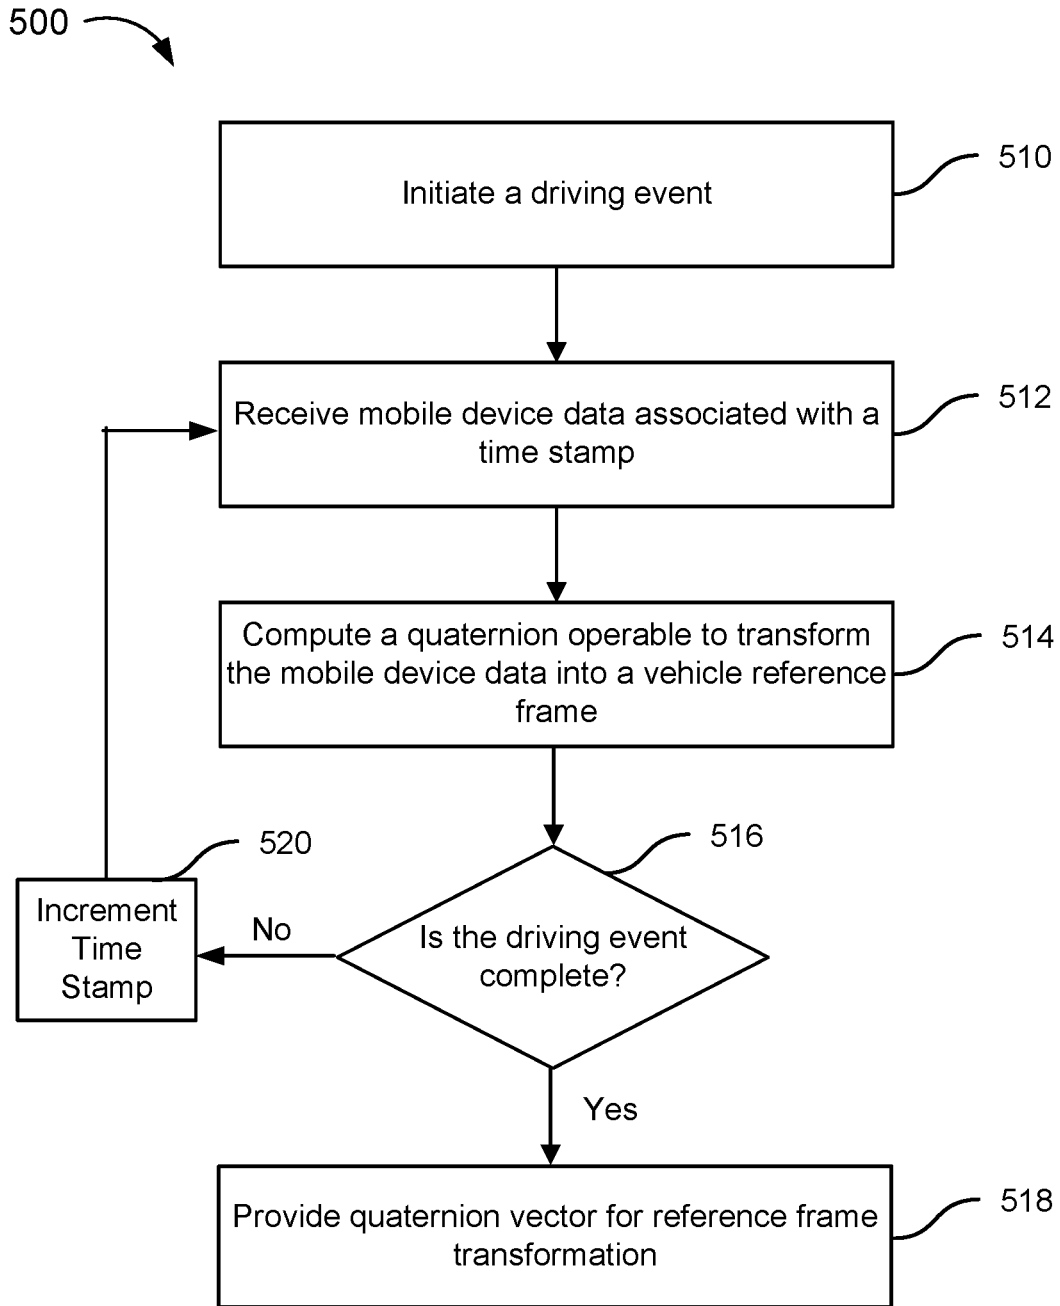 500
510
Initiate a driving event
512
Receive mobile device data associated with a
time stamp
514
Compute a quaternion operable to transform
the mobile device data into a vehicle reference
frame
516
Is the driving event
complete?
520
No
Increment
Time
Stamp
Yes
518
Provide quaternion vector for reference frame
transformation